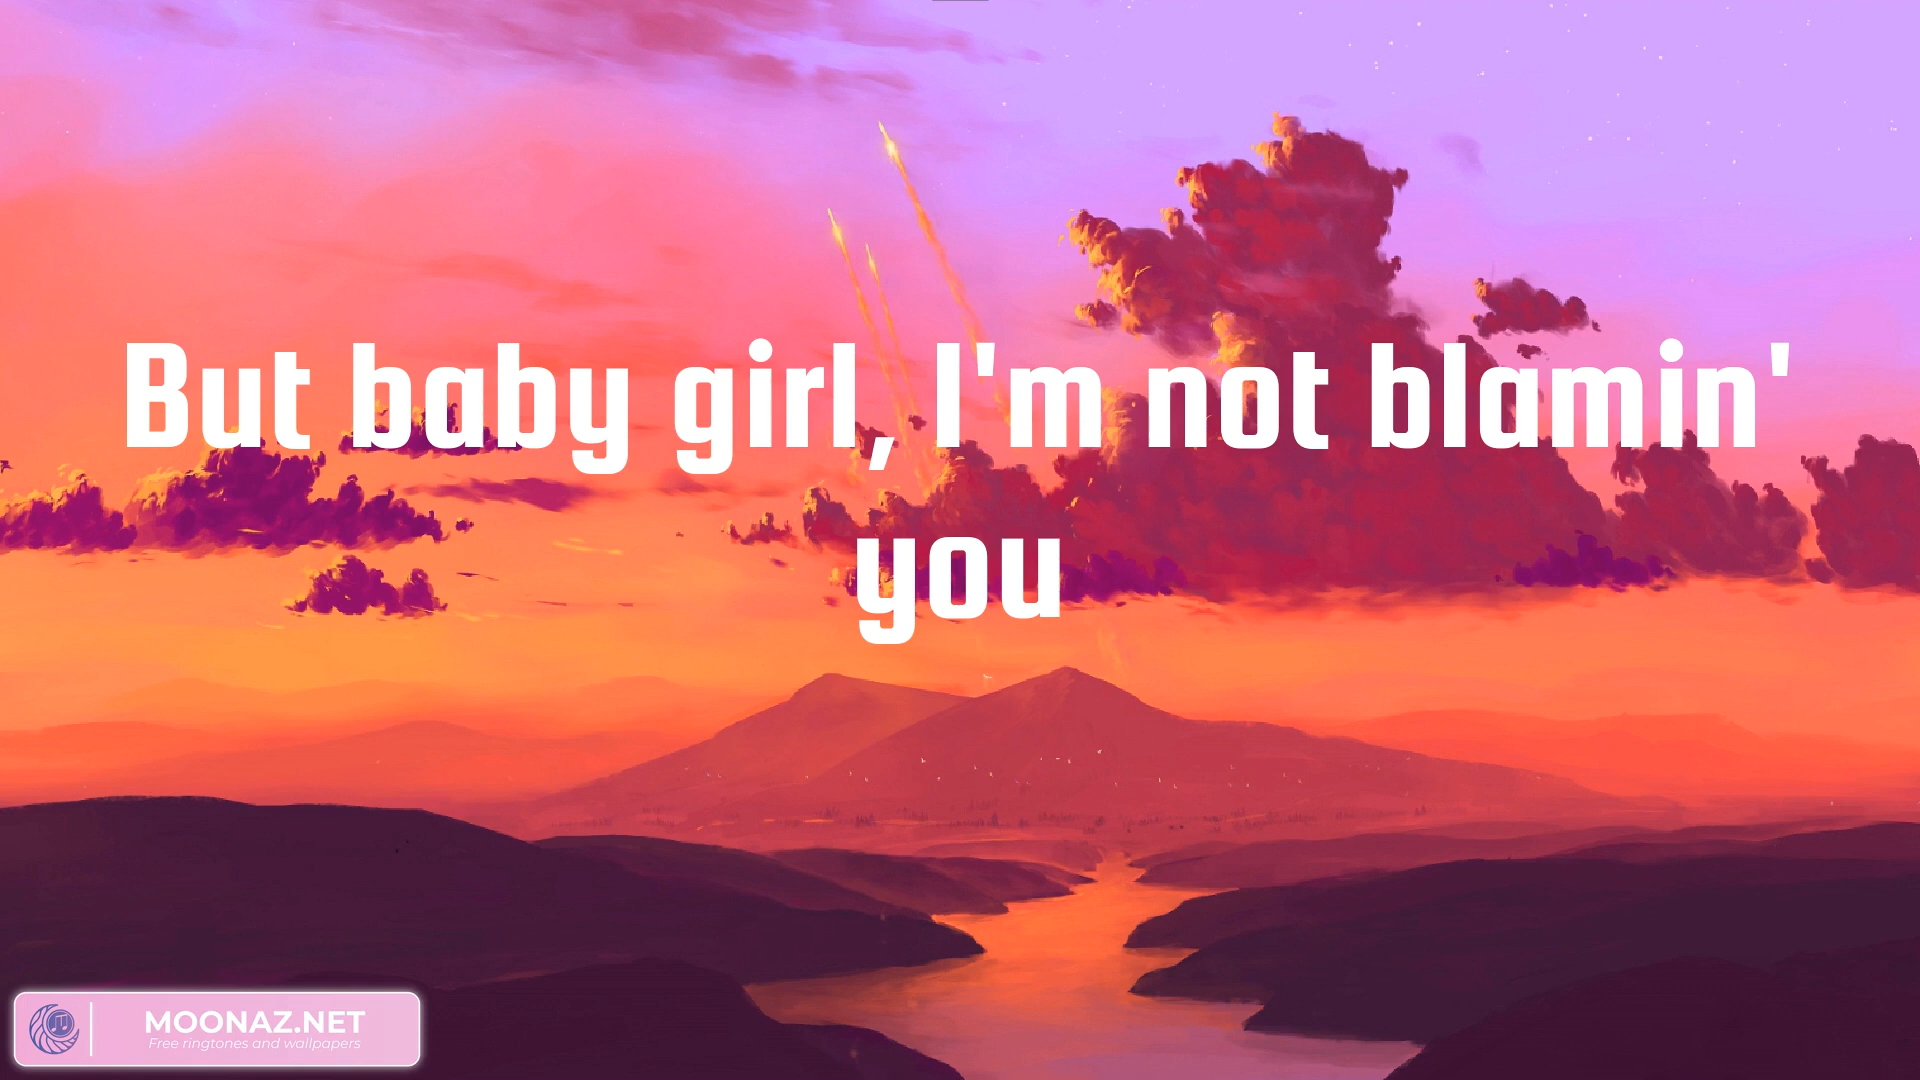 But baby girl, I'm not blamin'
you
MOONAZ.NET
Free ringtones and wallpapers